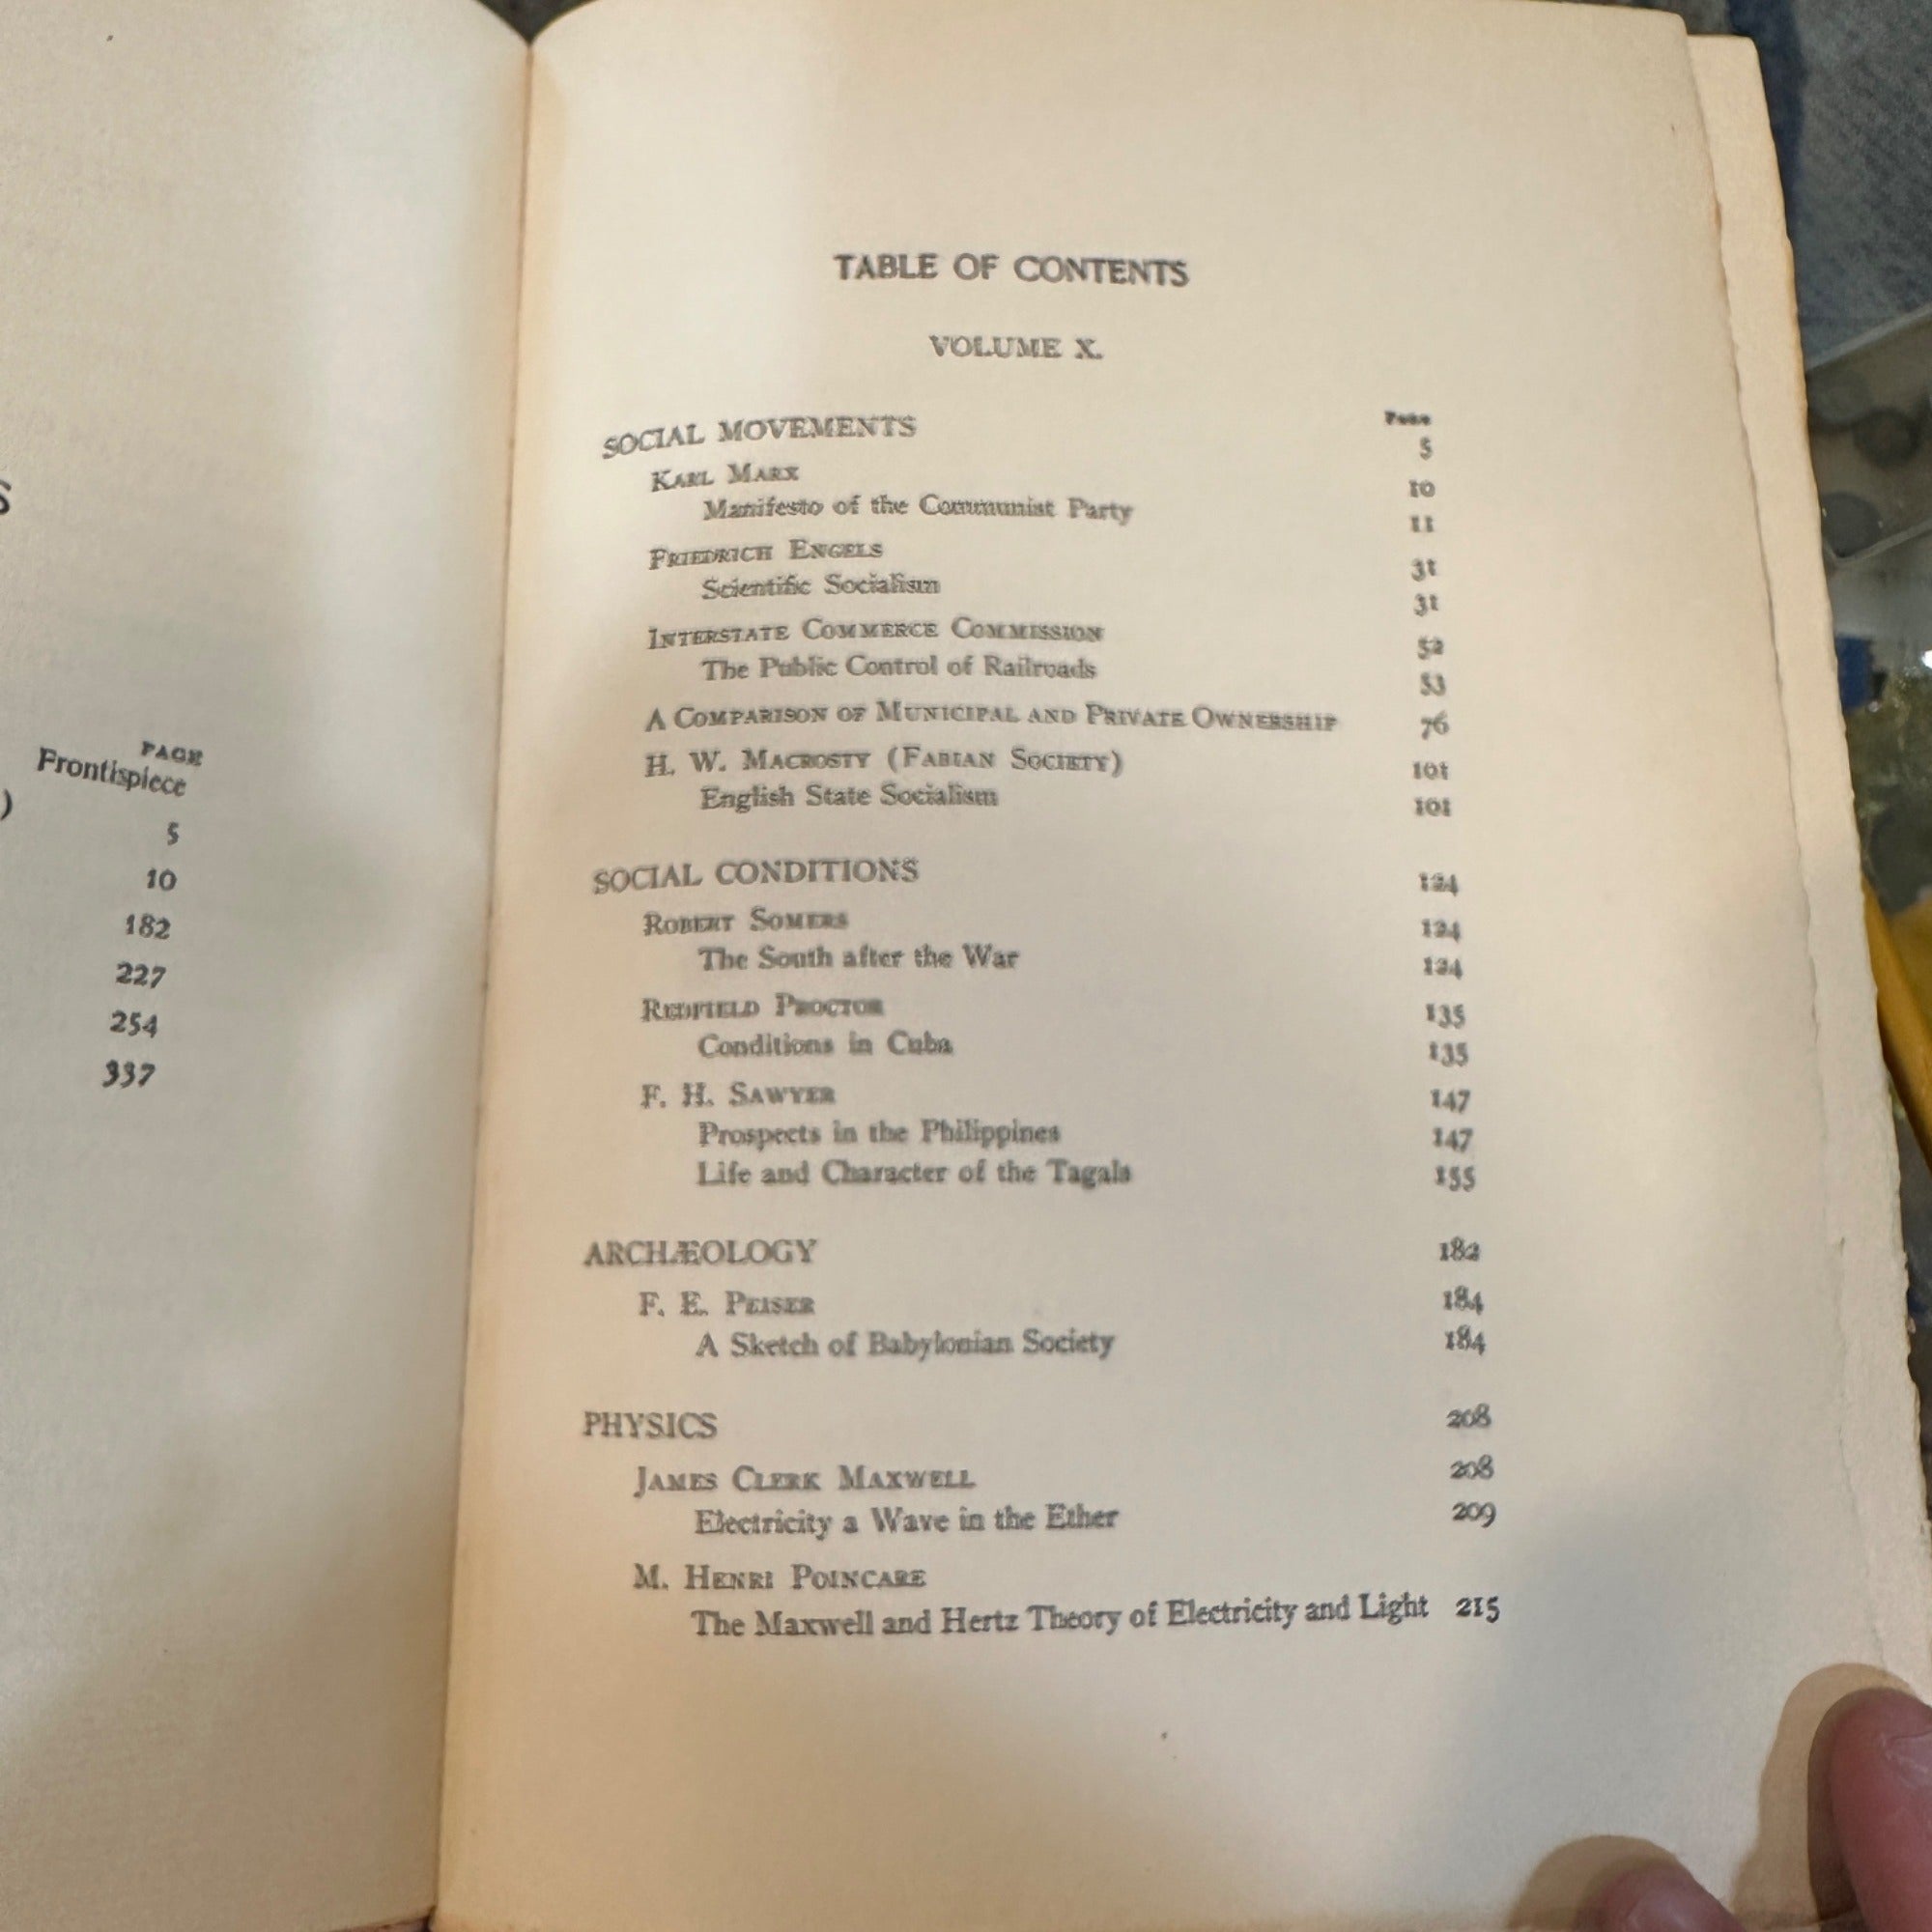 S
PAGE
Frontispiece
)
5
10
182
227
254
337
TABLE OF CONTENTS
VOLUME X.
Page
SOCIAL MOVEMENTS 5
KARL MARX 10
Manifesto of the Communist Party 11
FRIEDRICH ENGELS 31
Scientific Socialism 31
INTERSTATE COMMERCE COMMISSION 52
The Public Control of Railroads 53
A COMPARISON OF MUNICIPAL AND PRIVATE OWNERSHIP 76
H. W. MACROSTY (FABIAN SOCIETY) 101
English State Socialism 101
SOCIAL CONDITIONS 124
ROBERT SOMERS 124
The South after the War 124
REDFIELD PROCTOR 135
Conditions in Cuba 135
F. H. SAWYER 147
Prospects in the Philippines 147
Life and Character of the Tagals 155
ARCHÆOLOGY 182
F. E. PEISER 184
A Sketch of Babylonian Society 184
PHYSICS 208
JAMES CLERK MAXWELL 208
Electricity a Wave in the Ether 209
M. HENRI POINCARE
The Maxwell and Hertz Theory of Electricity and Light 215